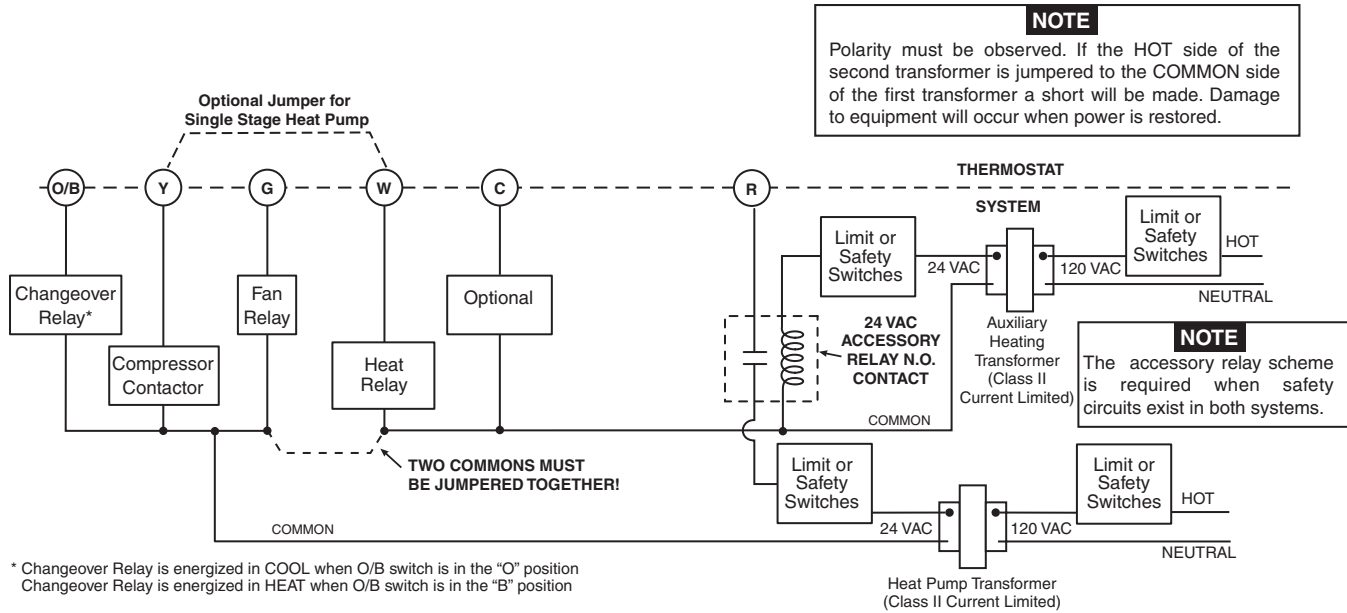 NOTE
Polarity must be observed. If the HOT side of the
second transformer is jumpered to the COMMON side
of the first transformer a short will be made. Damage
to equipment will occur when power is restored.
Optional Jumper for
Single Stage Heat Pump
O/B
Y
G
W
C
R
THERMOSTAT
SYSTEM
Changeover
Relay*
Compressor
Contactor
Fan
Relay
Heat
Relay
Optional
Limit or
Safety
Switches
24 VAC
120 VAC
Limit or
Safety
Switches
HOT
NEUTRAL
24 VAC
ACCESSORY
RELAY N.O.
CONTACT
Auxiliary
Heating
Transformer
(Class II
Current Limited)
NOTE
The accessory relay scheme
is required when safety
circuits exist in both systems.
COMMON
TWO COMMONS MUST
BE JUMPERED TOGETHER!
Limit or
Safety
Switches
24 VAC
120 VAC
Limit or
Safety
Switches
HOT
NEUTRAL
COMMON
Heat Pump Transformer
(Class II Current Limited)
* Changeover Relay is energized in COOL when O/B switch is in the “O” position
Changeover Relay is energized in HEAT when O/B switch is in the “B” position